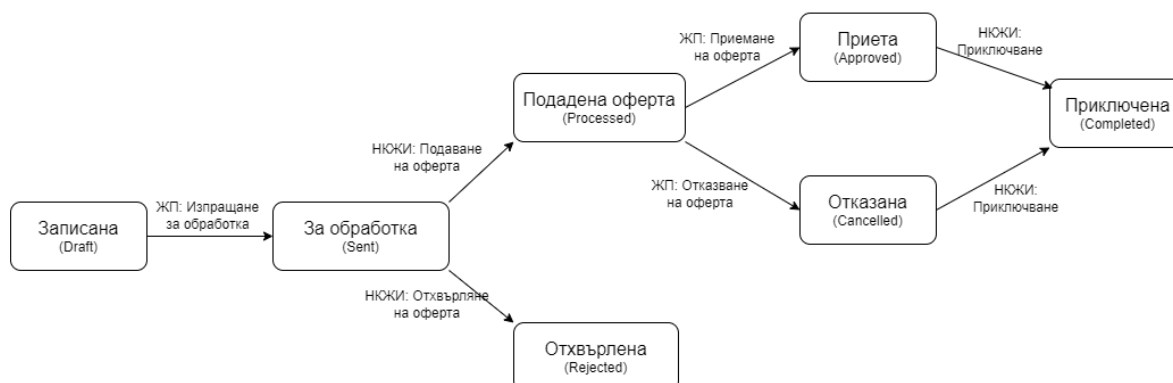 Записана
(Draft)
ЖП: Изпращане
за обработка
За обработка
(Sent)
НКЖИ: Подаване
на оферта
Подадена оферта
(Processed)
НКЖИ: Отхвърляне
на оферта
Отхвърлена
(Rejected)
ЖП: Приемане
на оферта
Приета
(Approved)
ЖП: Отказване
на оферта
Отказана
(Cancelled)
НКЖИ:
Приключване
НКЖИ:
Приключване
Приключена
(Completed)